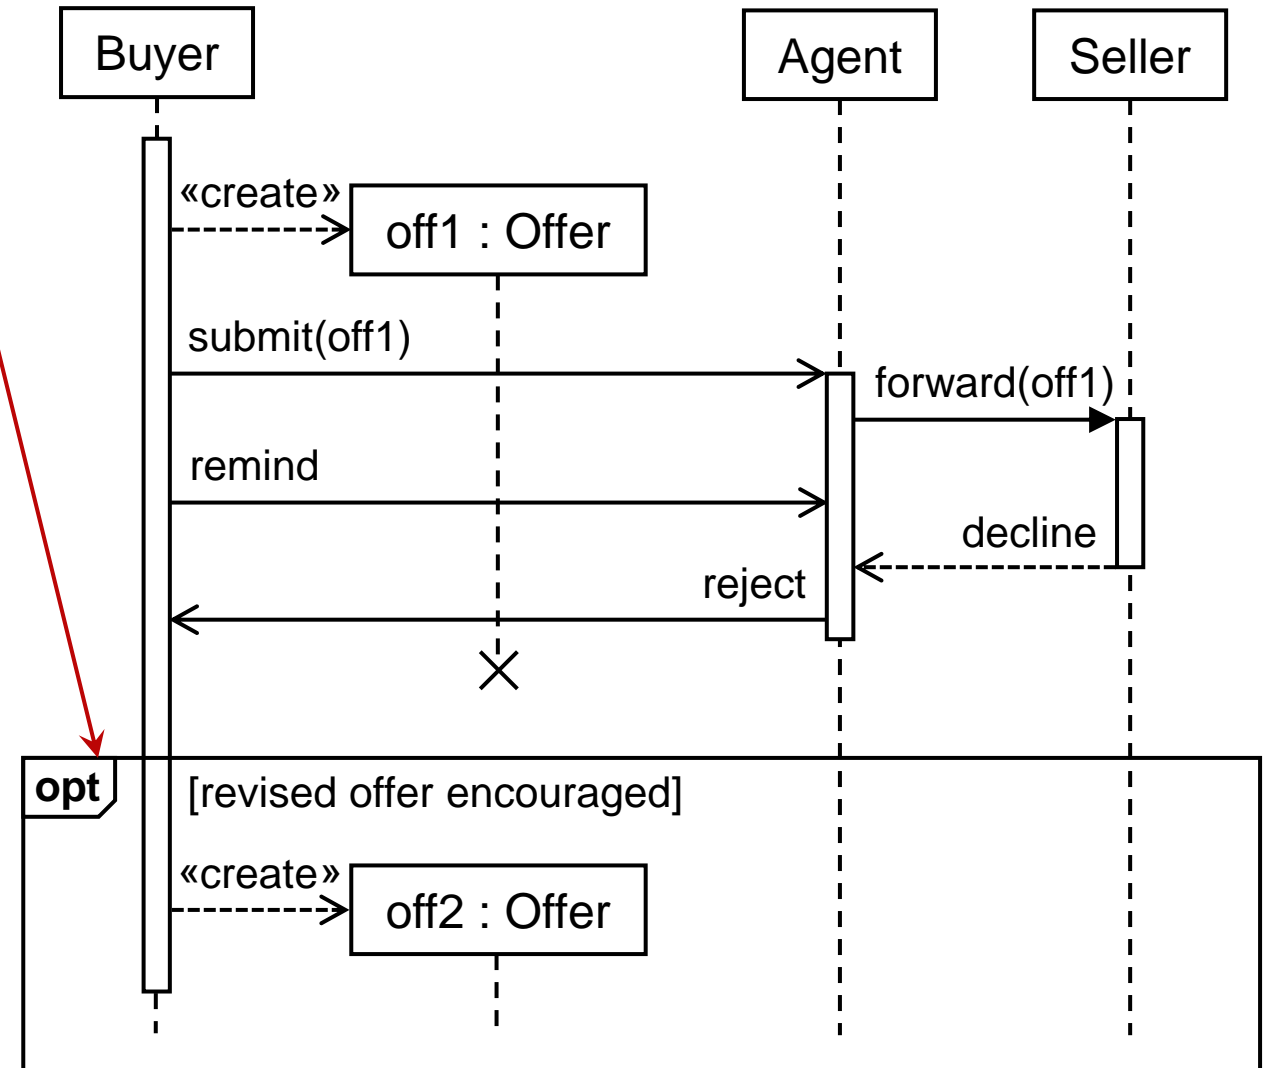 Buyer
Agent
Seller
«create»
off1 : Offer
submit(off1)
forward(off1)
remind
decline
reject
opt
[revised offer encouraged]
«create»
off2 : Offer